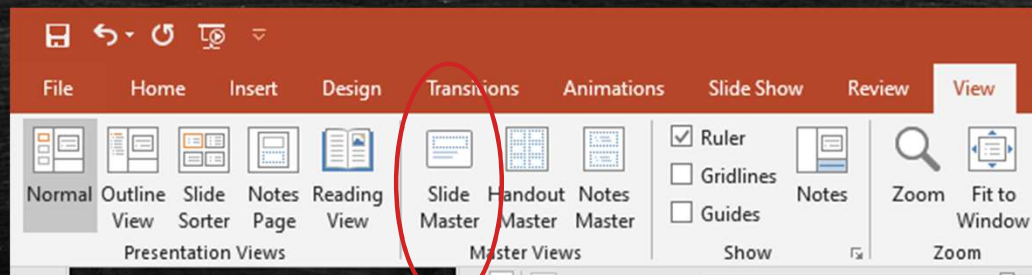 File Home Insert Design Transitions Animations Slide Show Review View
Normal Outline View Slide Sorter Notes Page Reading View
Slide Master Handout Master Notes Master
Ruler
Gridlines
Guides
Notes
Zoom Fit to Window
Presentation Views Master Views Show Zoom